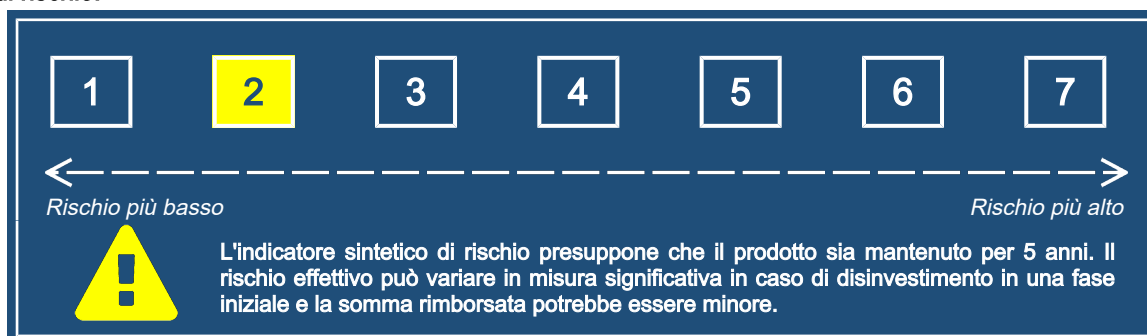 di rischio:
1 2 3 4 5 6 7
Rischio più basso Rischio più alto
L'indicatore sintetico di rischio presuppone che il prodotto sia mantenuto per 5 anni. Il
rischio effettivo può variare in misura significativa in caso di disinvestimento in una fase
iniziale e la somma rimborsata potrebbe essere minore.